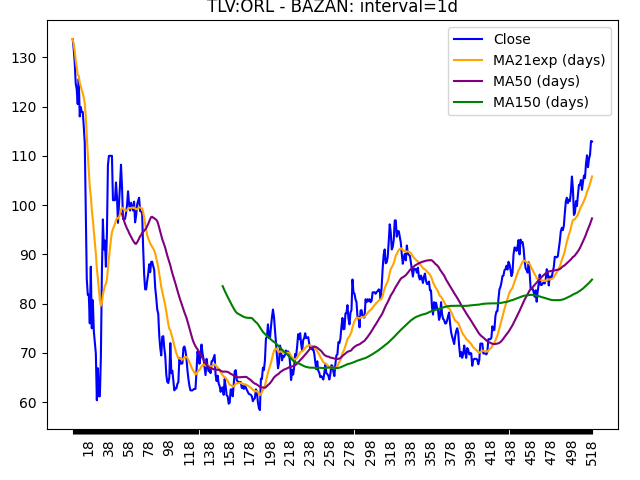 TLV:ORL - BAZAN: interval=1d
Close
MA21exp (days)
MA50 (days)
MA150 (days)
130
120
110
100
90
80
70
60
18 38 58 78 98 118 138 158 178 198 218 238 258 278 298 318 338 358 378 398 418 438 458 478 498 518